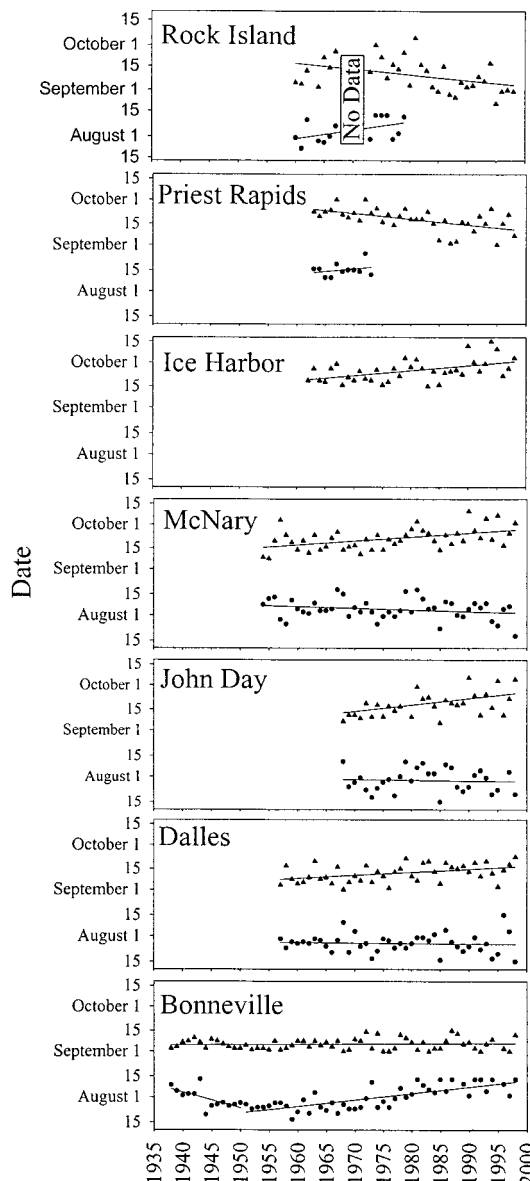 Date
Rock Island
October 1
15
September 1
15
August 1
15
No Data
15
Priest Rapids
October 1
15
September 1
15
August 1
15
Ice Harbor
October 1
15
September 1
15
August 1
15
15
McNary
October 1
15
September 1
15
August 1
15
15
John Day
October 1
15
September 1
15
August 1
15
15
Dalles
October 1
15
September 1
15
August 1
15
15
Bonneville
October 1
15
September 1
15
August 1
15
1935
1940
1945
1950
1955
1960
1965
1970
1975
1980
1985
1990
1995
2000